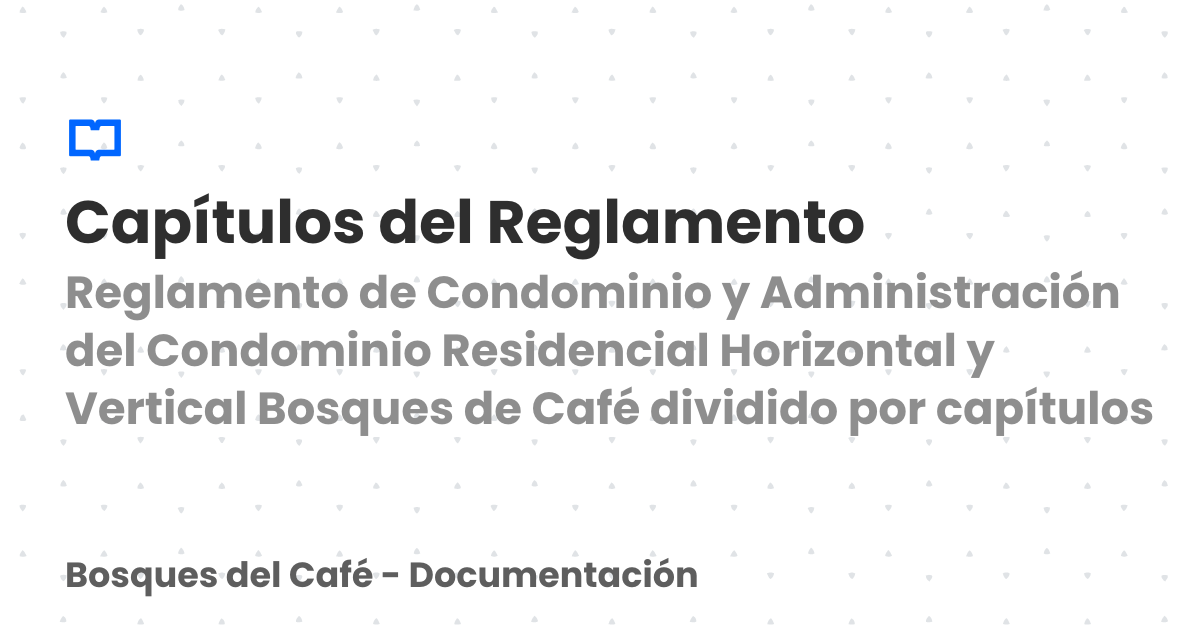 Capítulos del Reglamento
Reglamento de Condominio y Administración
del Condominio Residencial Horizontal y
Vertical Bosques de Café dividido por capítulos
Bosques del Café - Documentación